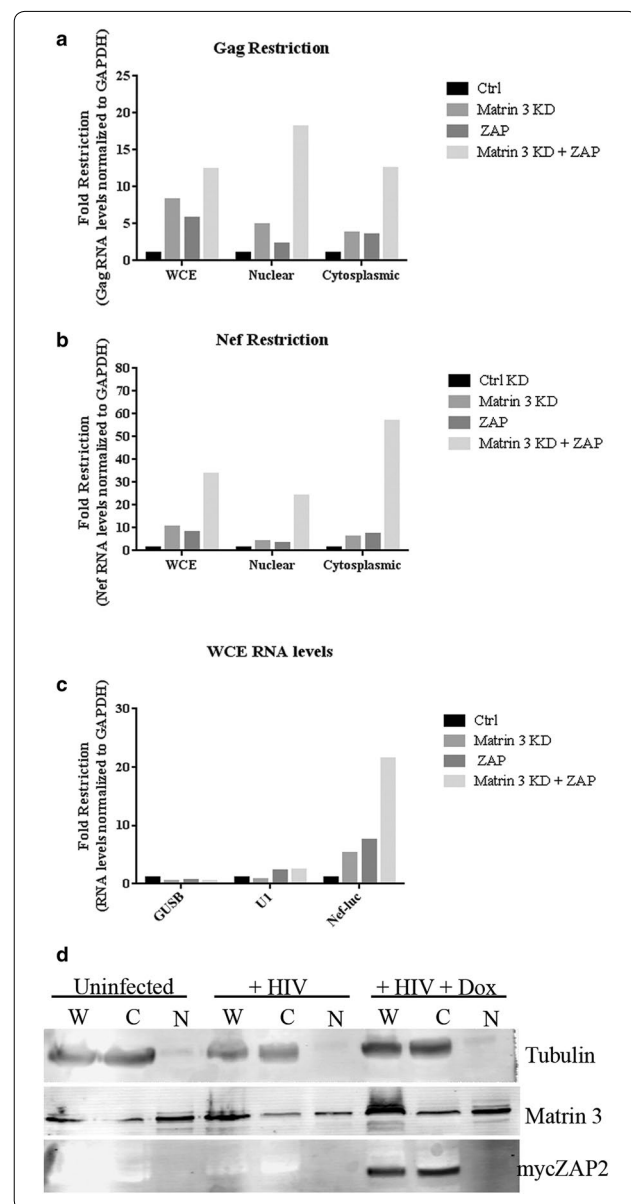 a
Gag Restriction
Fold Restriction
(Gag RNA levels normalized to GAPDH)
25
20
15
10
5
0
WCE
Nuclear
Cytosplasmic
Ctrl
Matrin 3 KD
ZAP
Matrin 3 KD + ZAP
b
Nef Restriction
Fold Restriction
(Nef RNA levels normalized to GAPDH)
80
70
60
50
40
30
20
10
0
WCE
Nuclear
Cytosplasmic
Ctrl KD
Matrin 3 KD
ZAP
Matrin 3 KD + ZAP
WCE RNA levels
c
Fold Restriction
(RNA levels normalized to GAPDH)
30
20
10
0
GUSB
U1
Nef-luc
Ctrl
Matrin 3 KD
ZAP
Matrin 3 KD + ZAP
d
Uninfected + HIV + HIV + Dox
W C N W C N W C N
Tubulin
Matrin 3
mycZAP2